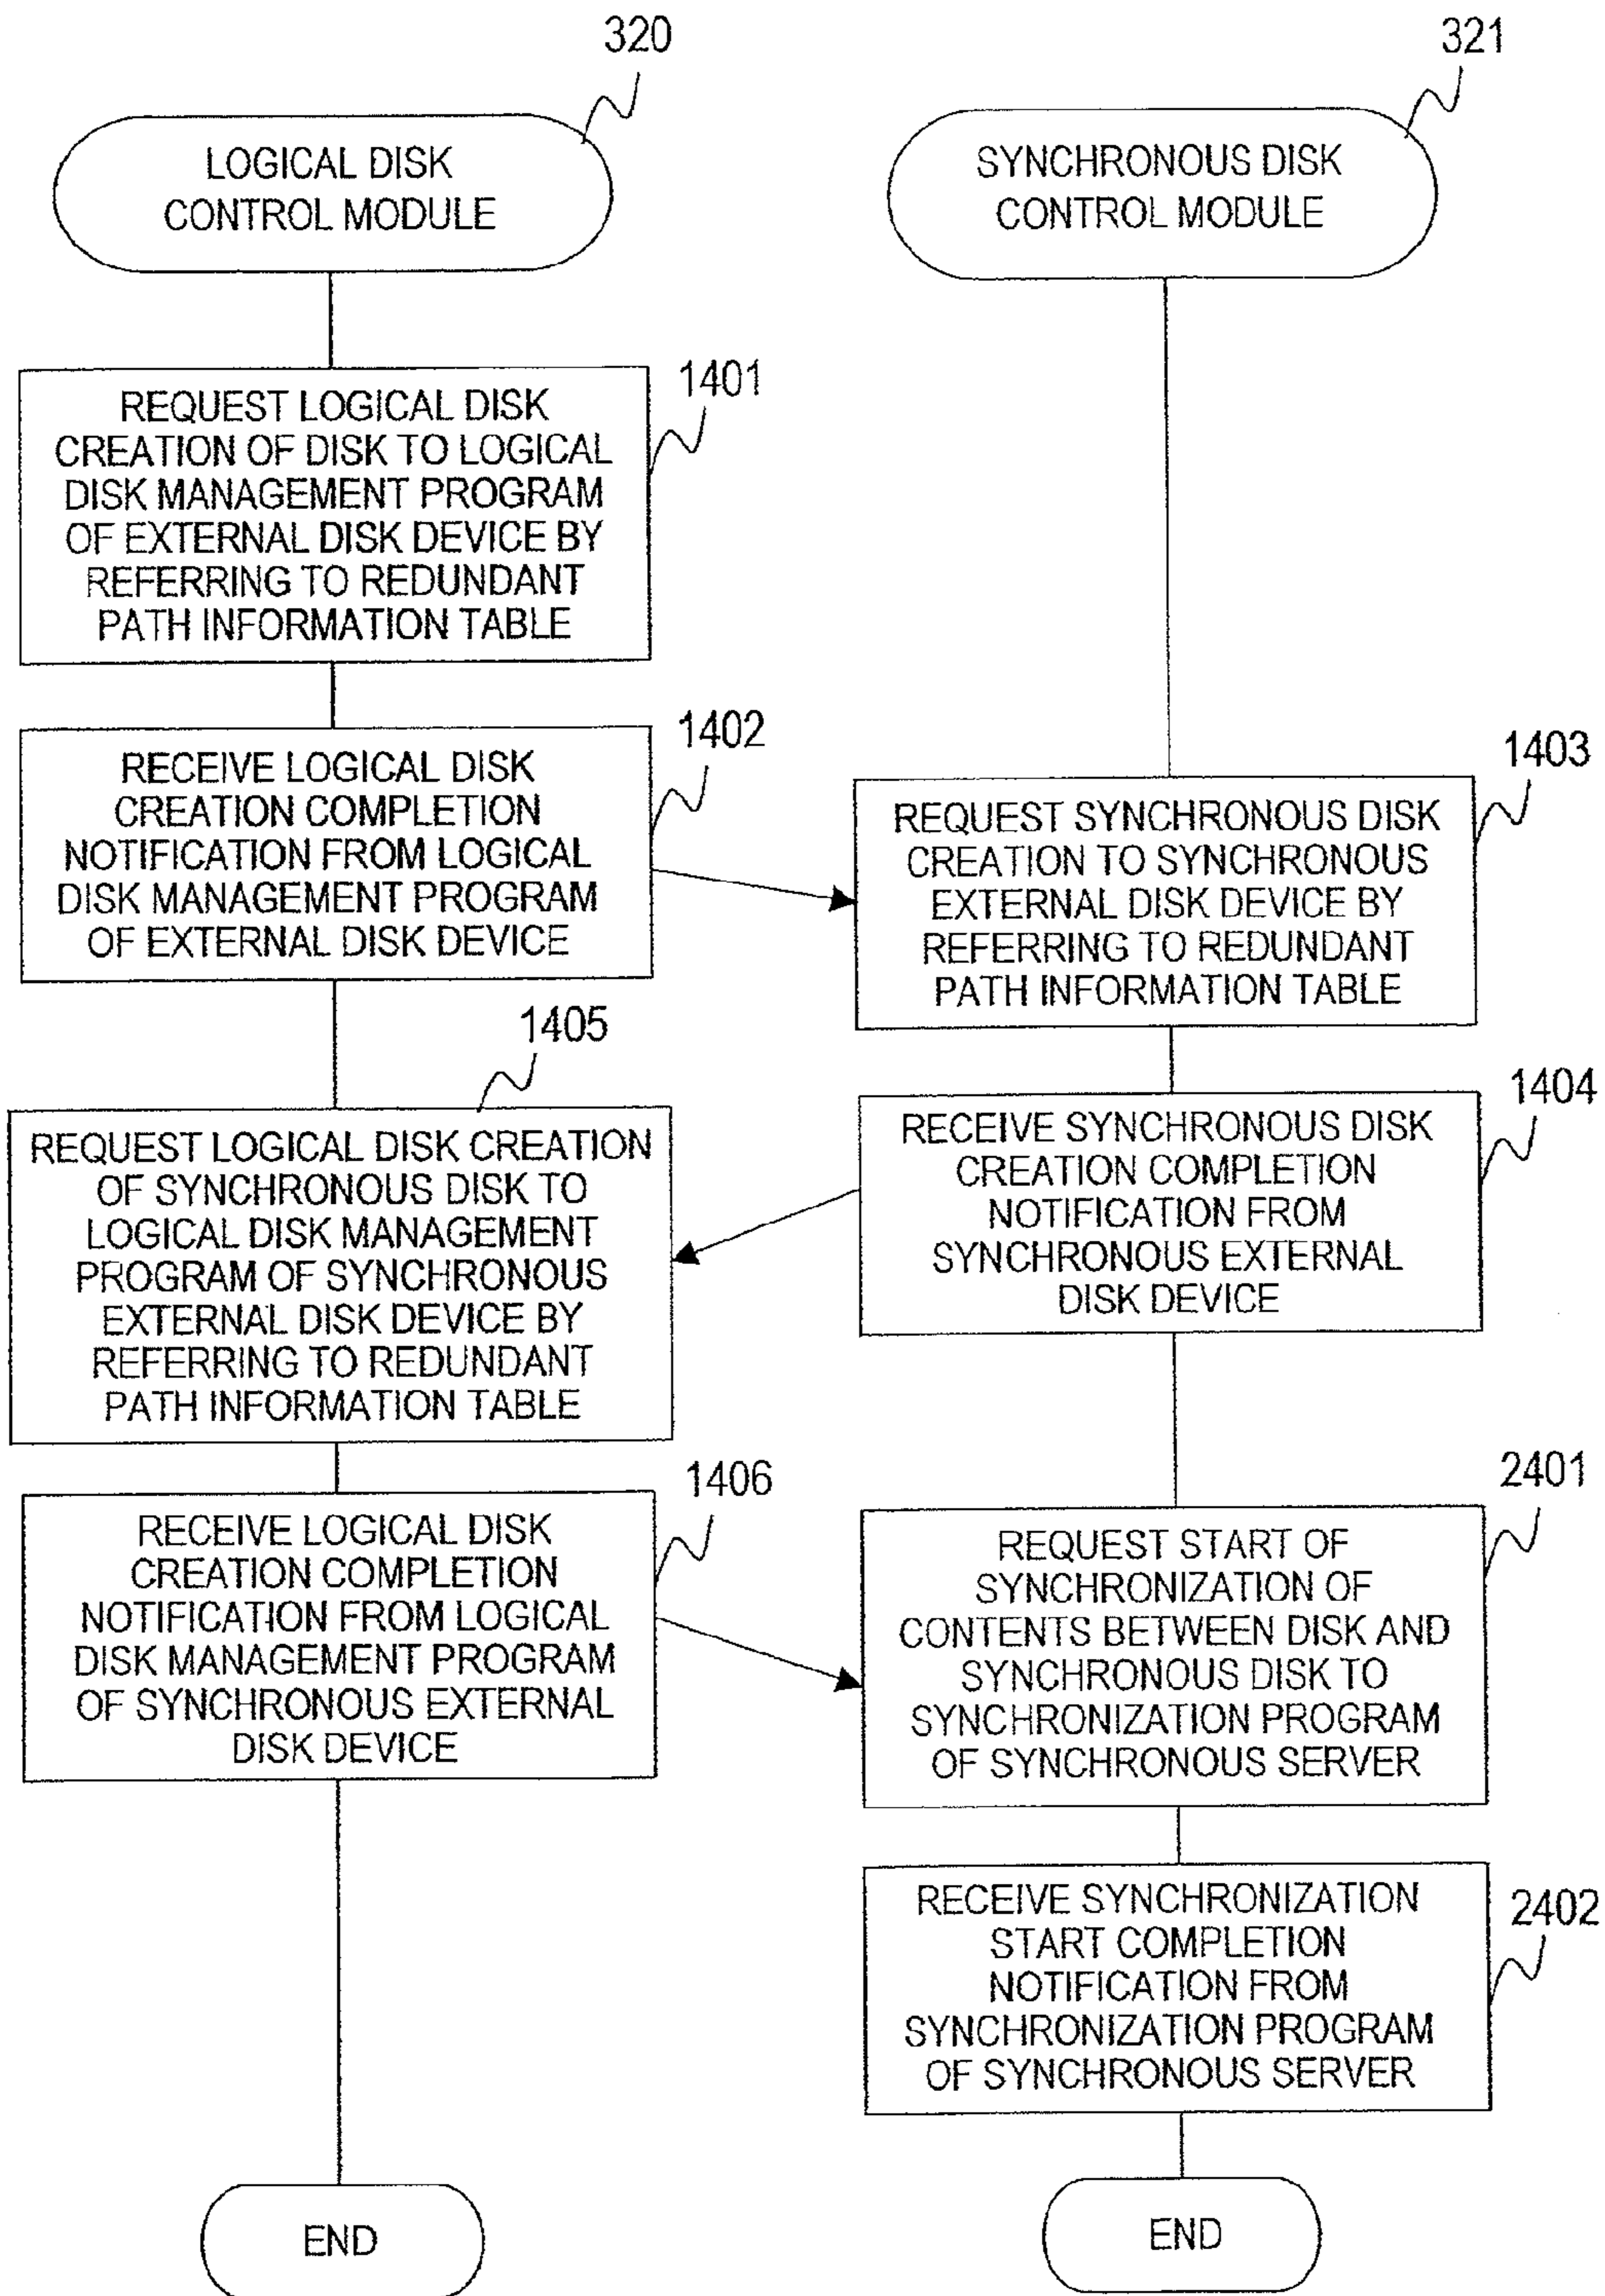 320
LOGICAL DISK
CONTROL MODULE
321
SYNCHRONOUS DISK
CONTROL MODULE
1401
REQUEST LOGICAL DISK
CREATION OF DISK TO LOGICAL
DISK MANAGEMENT PROGRAM
OF EXTERNAL DISK DEVICE BY
REFERRING TO REDUNDANT
PATH INFORMATION TABLE
1402
RECEIVE LOGICAL DISK
CREATION COMPLETION
NOTIFICATION FROM LOGICAL
DISK MANAGEMENT PROGRAM
OF EXTERNAL DISK DEVICE
1403
REQUEST SYNCHRONOUS DISK
CREATION TO SYNCHRONOUS
EXTERNAL DISK DEVICE BY
REFERRING TO REDUNDANT
PATH INFORMATION TABLE
1404
RECEIVE SYNCHRONOUS DISK
CREATION COMPLETION
NOTIFICATION FROM
SYNCHRONOUS EXTERNAL
DISK DEVICE
1405
REQUEST LOGICAL DISK CREATION
OF SYNCHRONOUS DISK TO
LOGICAL DISK MANAGEMENT
PROGRAM OF SYNCHRONOUS
EXTERNAL DISK DEVICE BY
REFERRING TO REDUNDANT
PATH INFORMATION TABLE
1406
RECEIVE LOGICAL DISK
CREATION COMPLETION
NOTIFICATION FROM LOGICAL
DISK MANAGEMENT PROGRAM
OF SYNCHRONOUS EXTERNAL
DISK DEVICE
2401
REQUEST START OF
SYNCHRONIZATION OF
CONTENTS BETWEEN DISK AND
SYNCHRONOUS DISK TO
SYNCHRONIZATION PROGRAM
OF SYNCHRONOUS SERVER
2402
RECEIVE SYNCHRONIZATION
START COMPLETION
NOTIFICATION FROM
SYNCHRONIZATION PROGRAM
OF SYNCHRONOUS SERVER
END
END